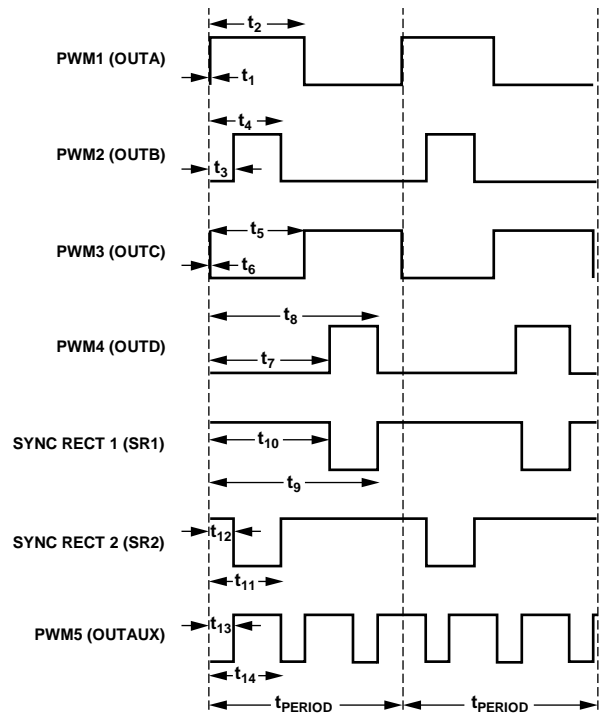 t2
PWM1 (OUTA)
t1
t4
PWM2 (OUTB)
t3
t5
PWM3 (OUTC)
t6
t8
PWM4 (OUTD)
t7
SYNC RECT 1 (SR1)
t10
t9
SYNC RECT 2 (SR2)
t12
t11
PWM5 (OUTAUX)
t13
t14
tPERIOD tPERIOD